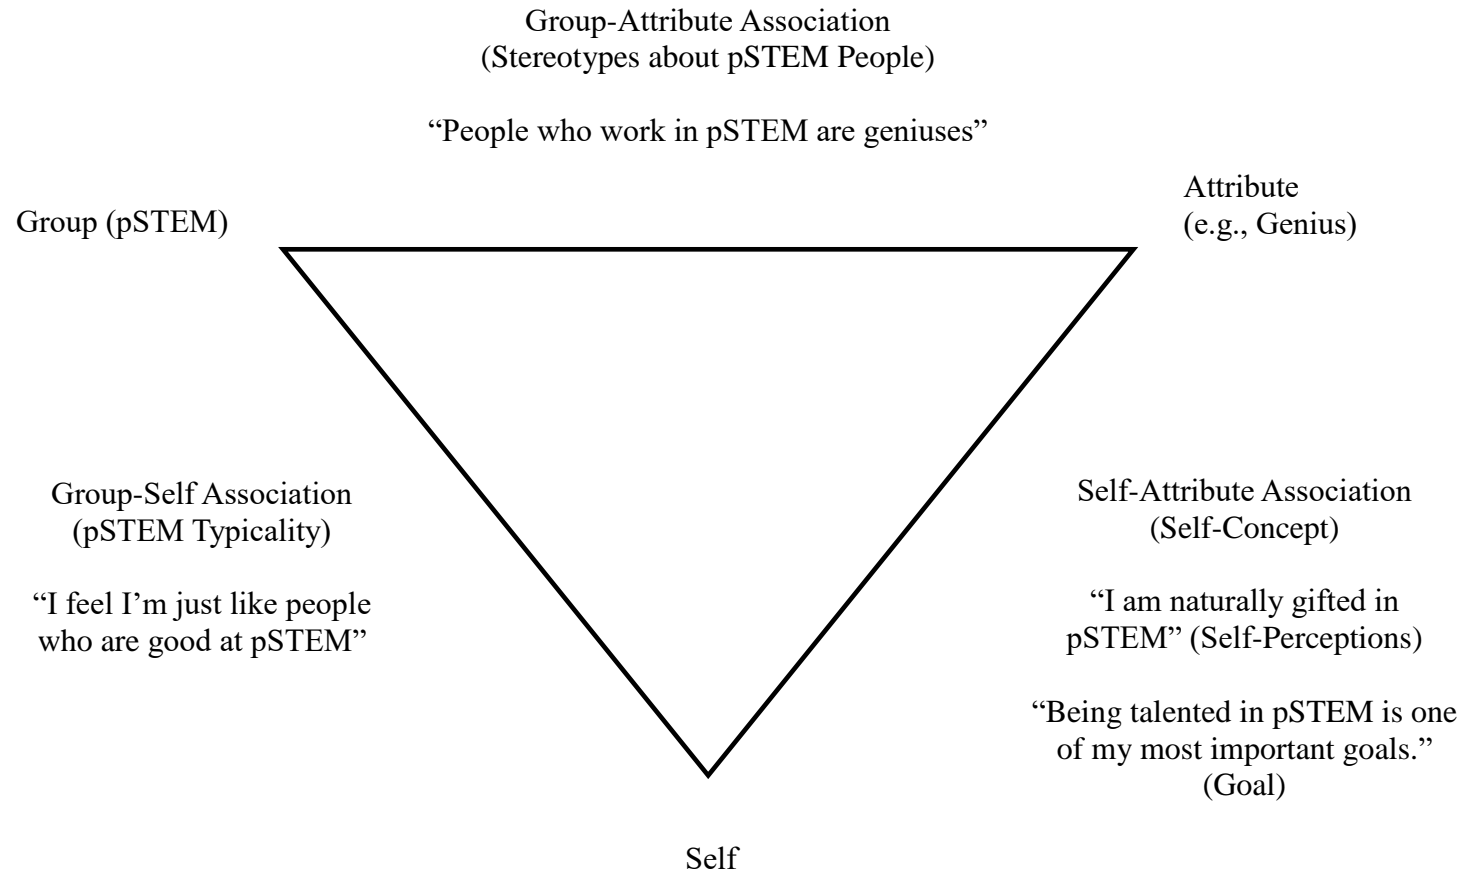 Group-Attribute Association
(Stereotypes about pSTEM People)
“People who work in pSTEM are geniuses”
Group (pSTEM)
Attribute
(e.g., Genius)
Group-Self Association
(pSTEM Typicality)
“I feel I’m just like people
who are good at pSTEM”
Self-Attribute Association
(Self-Concept)
“I am naturally gifted in
pSTEM” (Self-Perceptions)
“Being talented in pSTEM is one
of my most important goals.”
(Goal)
Self